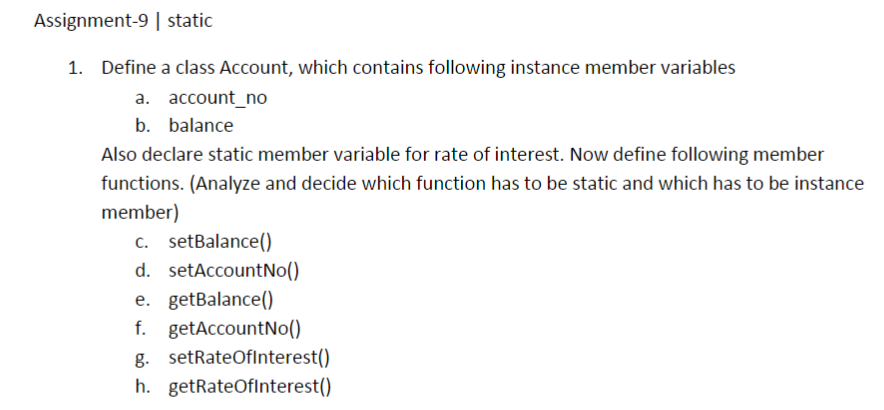 Assignment-9 | static
1. Define a class Account, which contains following instance member variables
a. account_no
b. balance
Also declare static member variable for rate of interest. Now define following member
functions. (Analyze and decide which function has to be static and which has to be instance
member)
c. setBalance()
d. setAccountNo()
e. getBalance()
f. getAccountNo()
g. setRateOfInterest()
h. getRateOfInterest()